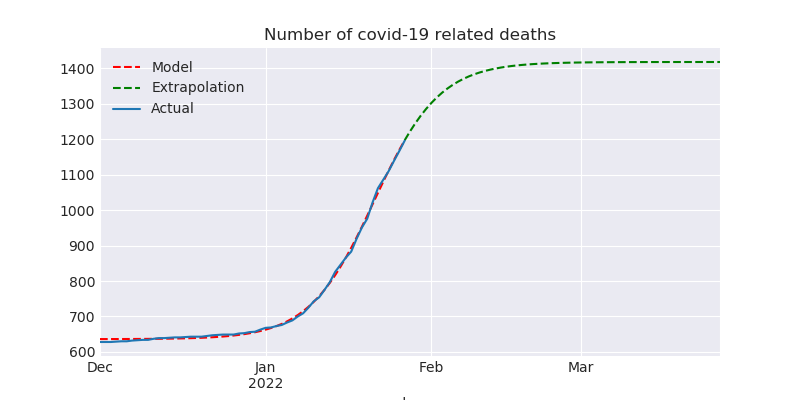 Number of covid-19 related deaths
Model
Extrapolation
Actual
1400
1300
1200
1100
1000
900
800
700
600
Dec
Jan
Feb
Mar
2022